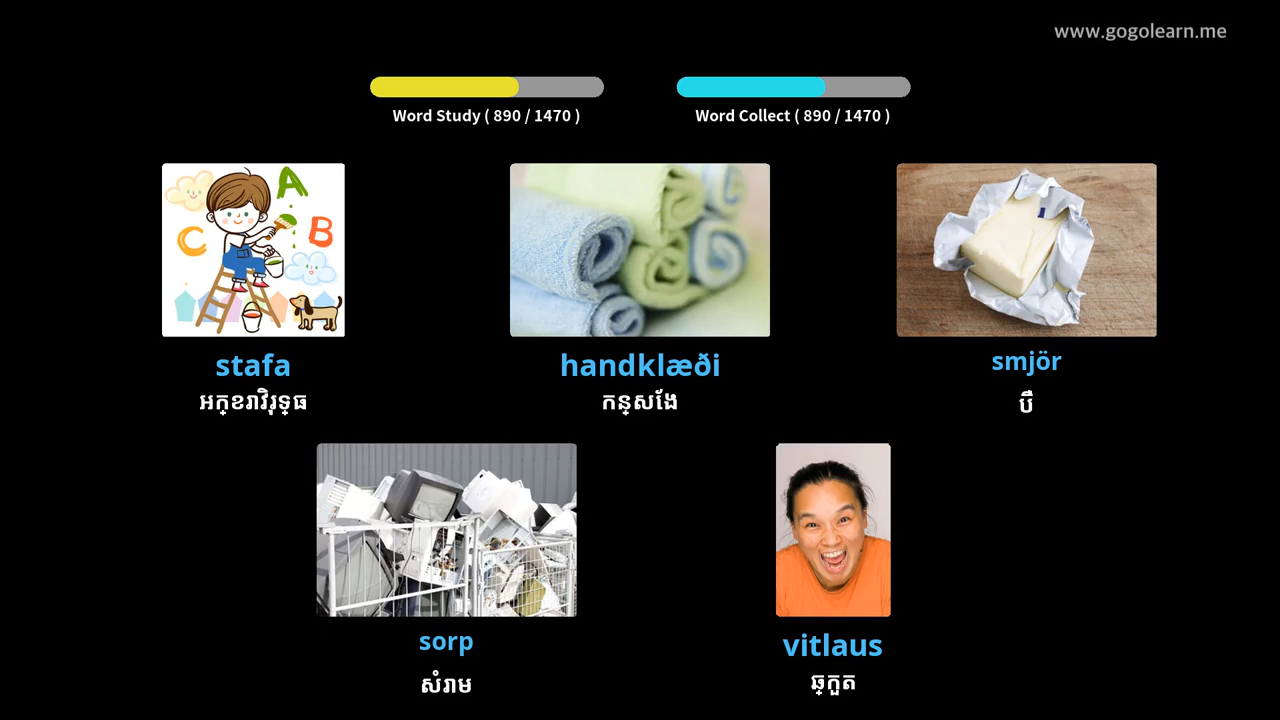 www.gogolearn.me
Word Study ( 890 / 1470 )
Word Collect ( 890 / 1470 )
A
B
C
stafa
អក្ខរាវិរុទ្ធ
handklæði
កន្សែង
smjör
ប៊ឺ
sorp
សំរាម
vitlaus
ឆ្កួត